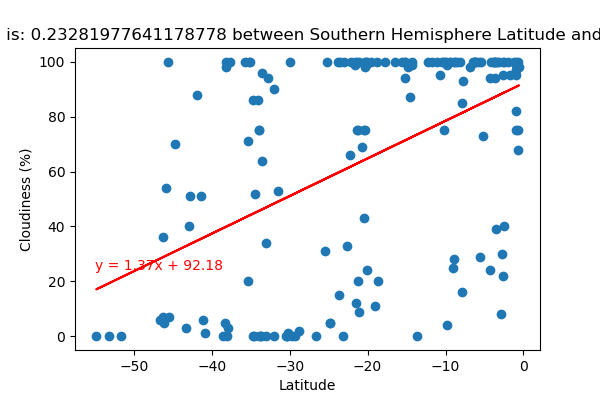 is: 0.23281977641178778 between Southern Hemisphere Latitude and
Cloudiness (%)
100
80
60
40
20
0
y = 1.37x + 92.18
−50 −40 −30 −20 −10 0
Latitude